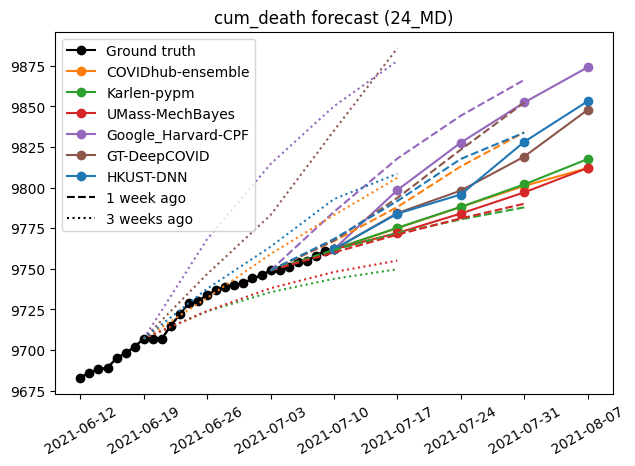 cum_death forecast (24_MD)
Ground truth
COVIDhub-ensemble
Karlen-pypm
UMass-MechBayes
Google_Harvard-CPF
GT-DeepCOVID
HKUST-DNN
1 week ago
3 weeks ago
9875
9850
9825
9800
9775
9750
9725
9700
9675
2021-06-12
2021-06-19
2021-06-26
2021-07-03
2021-07-10
2021-07-17
2021-07-24
2021-07-31
2021-08-07